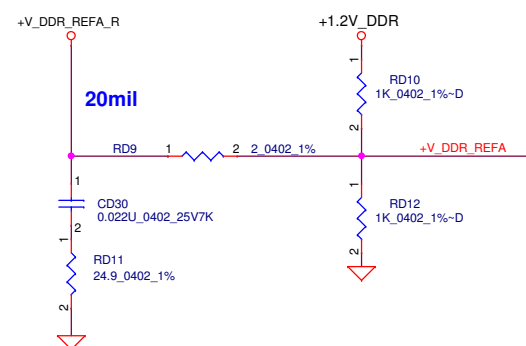 +V_DDR_REFA_R
+1.2V_DDR
1
RD10
1K_0402_1%~D
2
20mil
RD9
1
2
2_0402_1%
+V_DDR_REFA
1
CD30
0.022U_0402_25V7K
2
1
RD12
1K_0402_1%~D
2
1
RD11
24.9_0402_1%
2